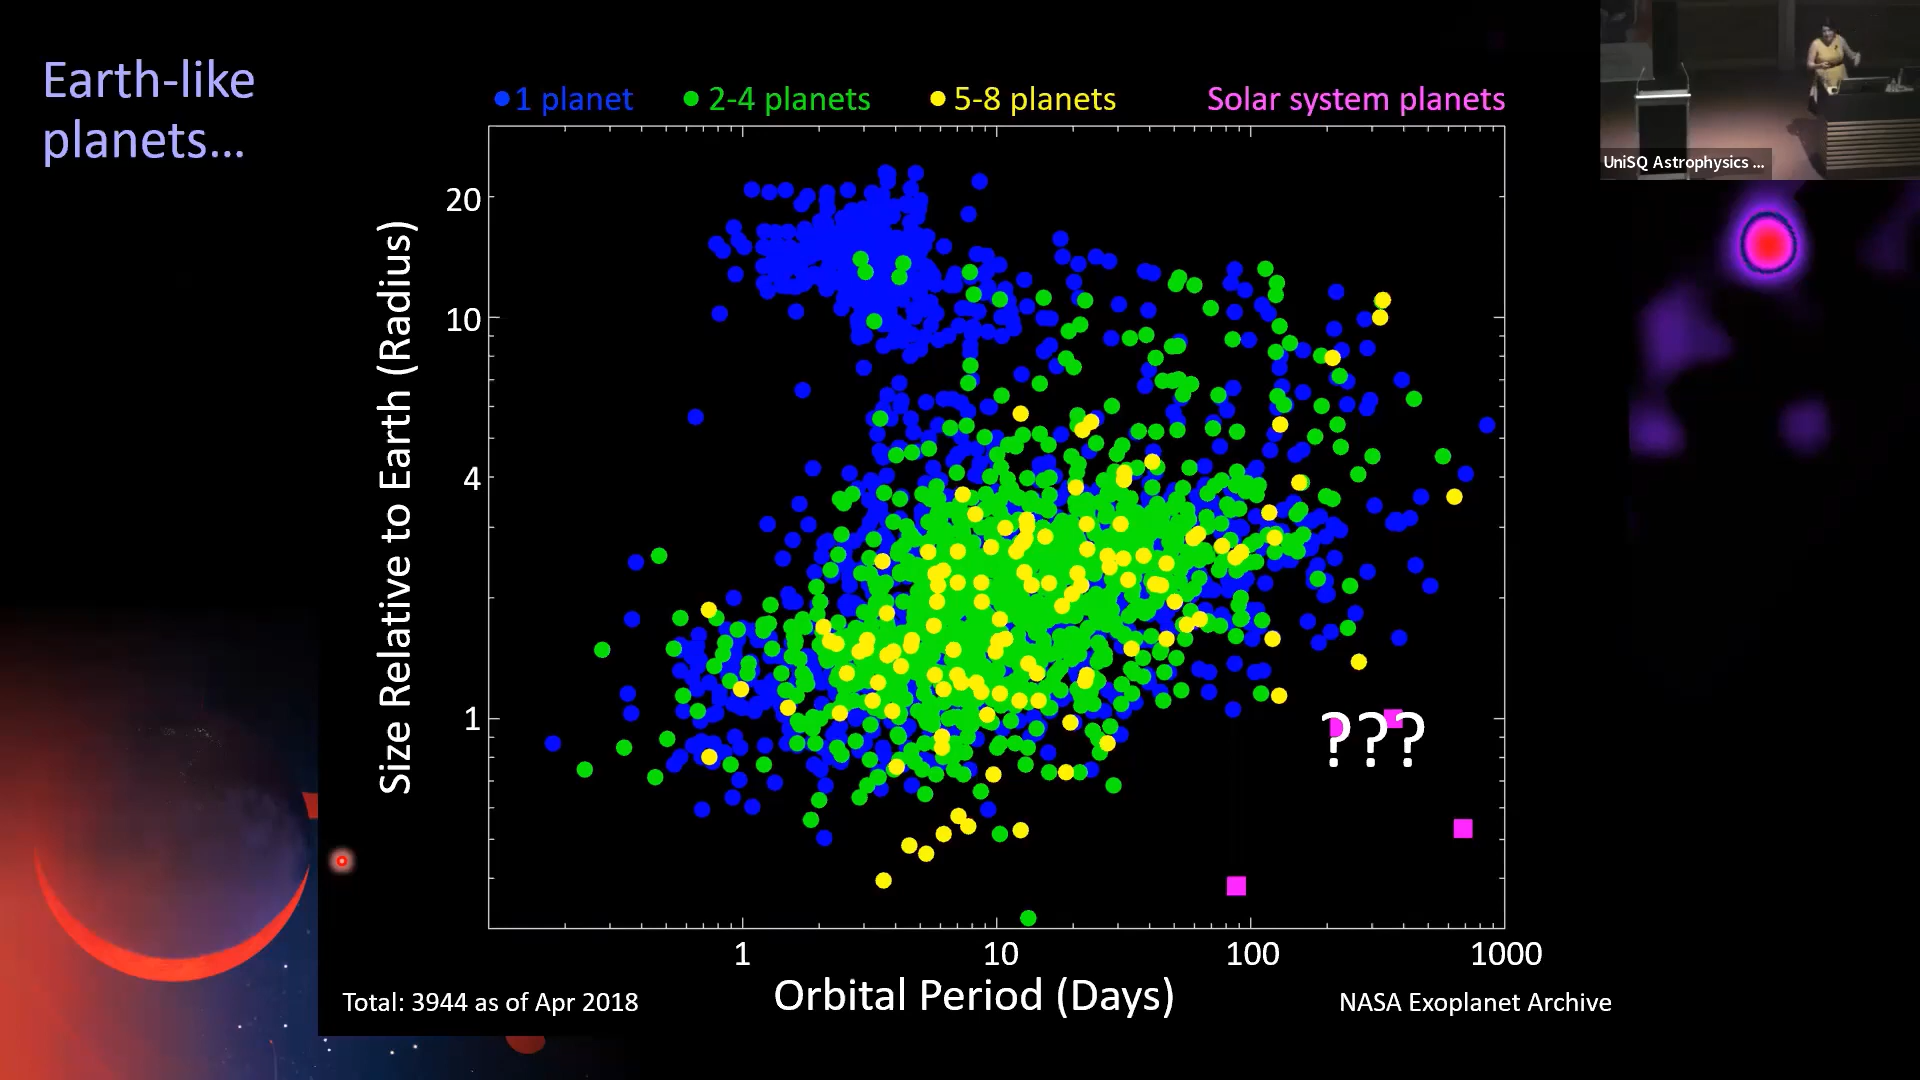 Earth-like
planets...
1 planet
2-4 planets
5-8 planets
Solar system planets
Size Relative to Earth (Radius)
20
10
4
1
???
1
10
100
1000
Orbital Period (Days)
Total: 3944 as of Apr 2018
NASA Exoplanet Archive
UniSQ Astrophysics ...